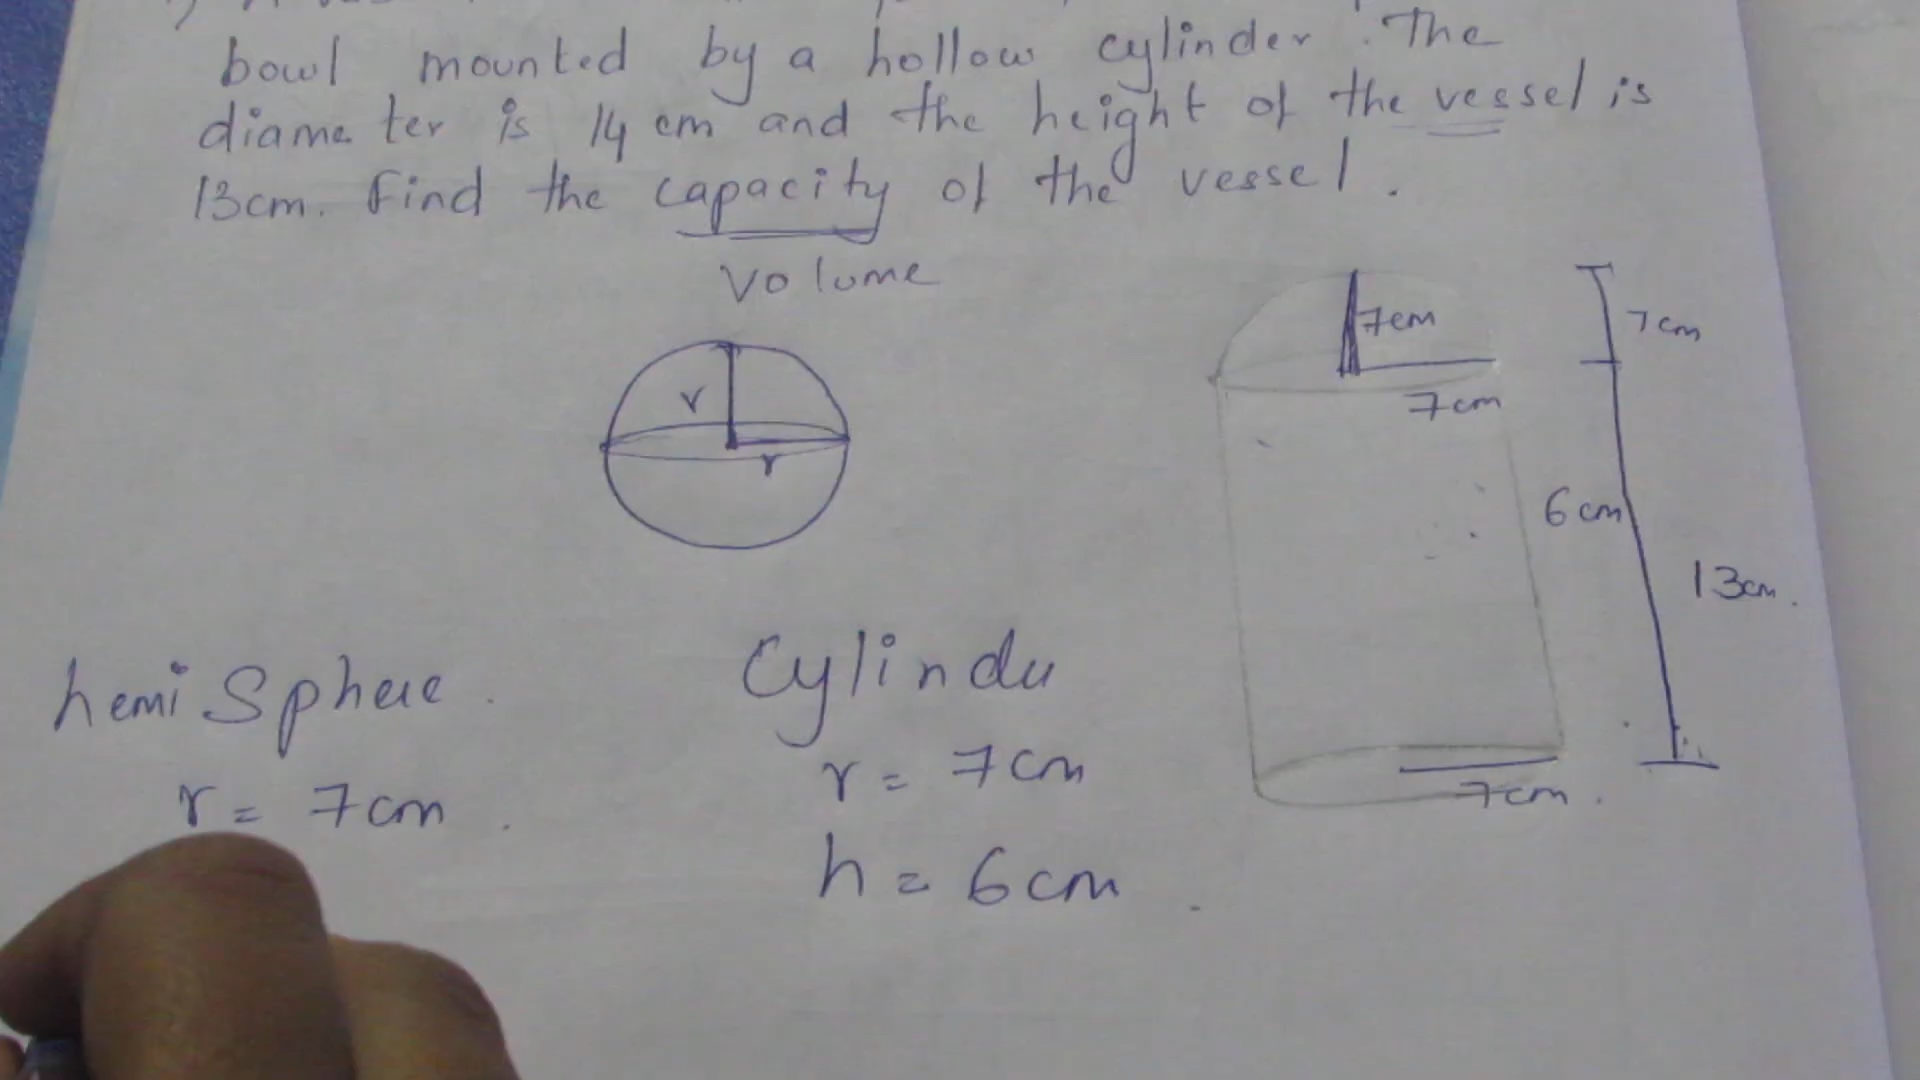 bowl mounted by a hollow cylinder. The
diameter is 14 cm and the height of the vessel is
13cm. Find the capacity of the vessel.
Volume
7cm
7cm
r
7cm
r
6cm
13cm.
hemi Sphere.
Cylinder
r = 7cm
7cm.
r = 7cm.
h = 6cm